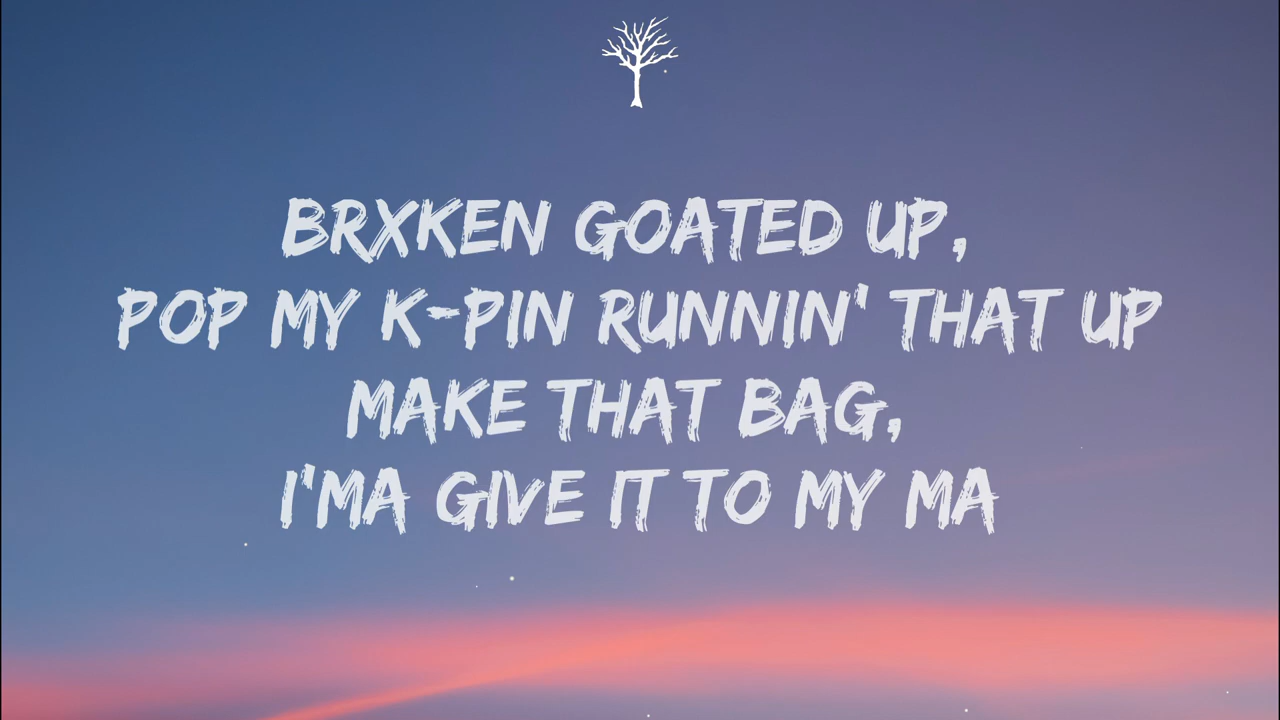 BRXKEN GOATED UP,
POP MY K-PIN RUNNIN' THAT UP
MAKE THAT BAG,
I'MA GIVE IT TO MY MA